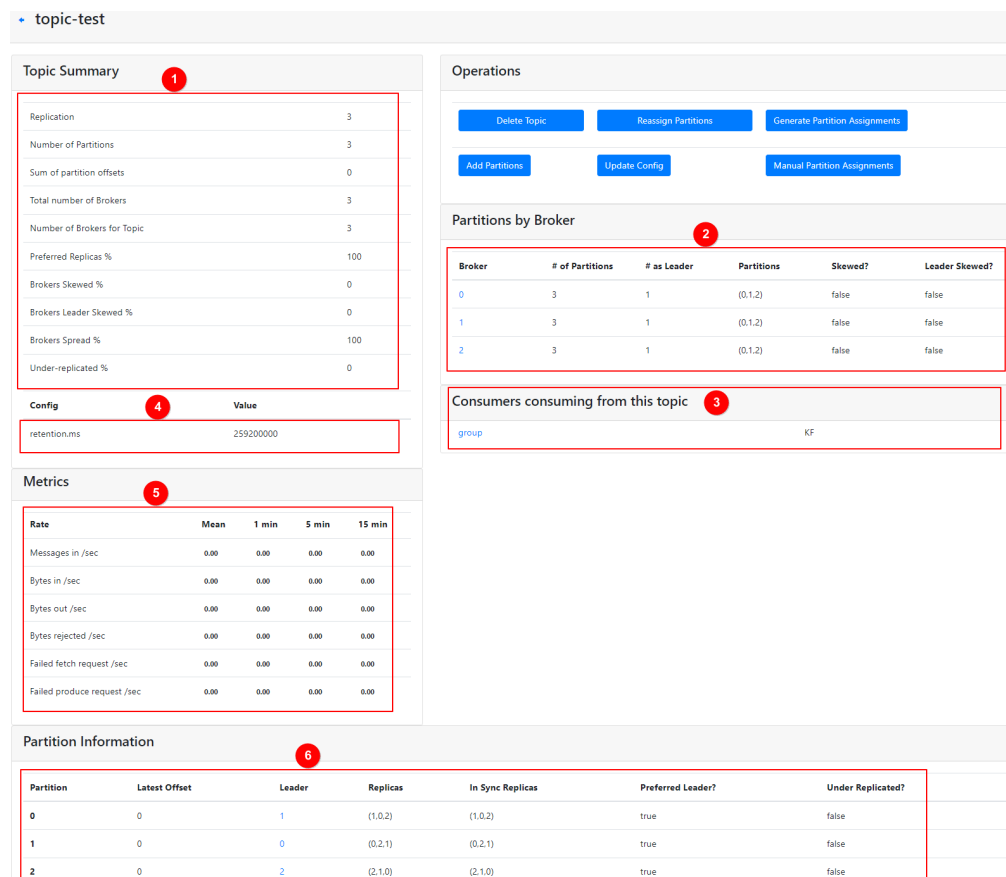 topic-test
Topic Summary
1
Replication 3
Number of Partitions 3
Sum of partition offsets 0
Total number of Brokers 3
Number of Brokers for Topic 3
Preferred Replicas % 100
Brokers Skewed % 0
Brokers Leader Skewed % 0
Brokers Spread % 100
Under-replicated % 0
Config 4 Value
retention.ms 259200000
Metrics
5
Rate Mean 1 min 5 min 15 min
Messages in /sec 0.00 0.00 0.00 0.00
Bytes in /sec 0.00 0.00 0.00 0.00
Bytes out /sec 0.00 0.00 0.00 0.00
Bytes rejected /sec 0.00 0.00 0.00 0.00
Failed fetch request /sec 0.00 0.00 0.00 0.00
Failed produce request /sec 0.00 0.00 0.00 0.00
Operations
Delete Topic Reassign Partitions Generate Partition Assignments
Add Partitions Update Config Manual Partition Assignments
Partitions by Broker
2
Broker # of Partitions # as Leader Partitions Skewed? Leader Skewed?
0 3 1 (0,1,2) false false
1 3 1 (0,1,2) false false
2 3 1 (0,1,2) false false
Consumers consuming from this topic 3
group KF
Partition Information
6
Partition Latest Offset Leader Replicas In Sync Replicas Preferred Leader? Under Replicated?
0 0 1 (1,0,2) (1,0,2) true false
1 0 0 (0,2,1) (0,2,1) true false
2 0 2 (2,1,0) (2,1,0) true false